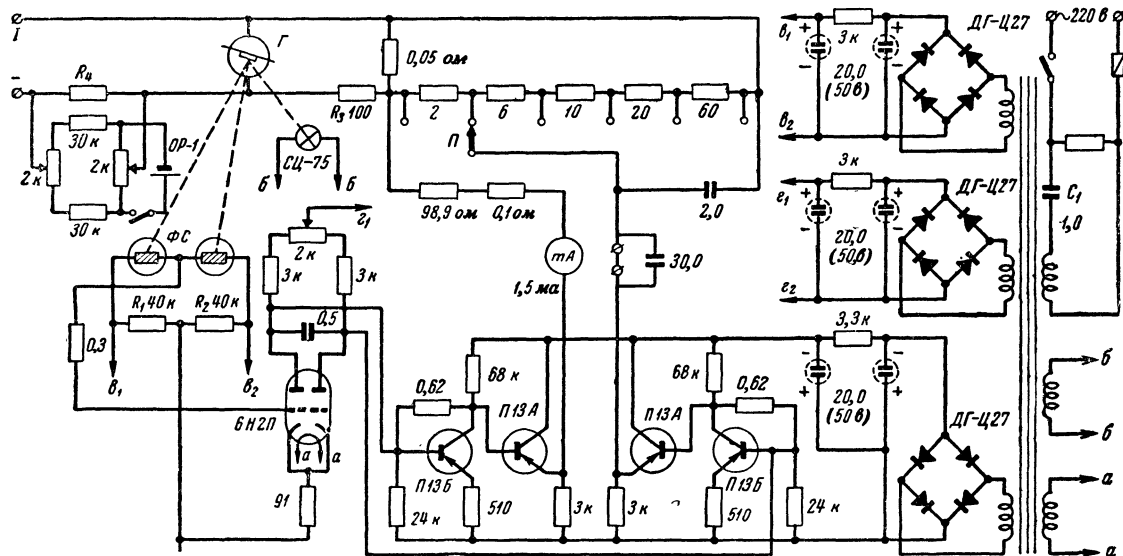 I
Г
0,05 ом
в₁
+
3 к
+
ДГ-Ц27
~220 в
20,0
(50 в)
-
-
в₂
-
R₄
R₃ 100
2
6
10
20
60
П
30 к
ОР-1
2 к
2 к
30 к
СЦ-75
б
б
98,9 ом
0,1 ом
2,0
г₁
+
3 к
+
ДГ-Ц27
20,0
(50 в)
-
-
г₂
C₁
1,0
ФС
г₁
2 к
3 к
3 к
mA
1,5 ма
30,0
R₁ 40 к
R₂ 40 к
0,3
в₁
в₂
0,5
6Н2П
а
а
91
68 к
0,62
П13А
П13Б
24 к
510
3 к
68 к
0,62
П13А
П13Б
3 к
510
24 к
3,3 к
-
-
+
+
20,0
(50 в)
ДГ-Ц27
б
б
а
а